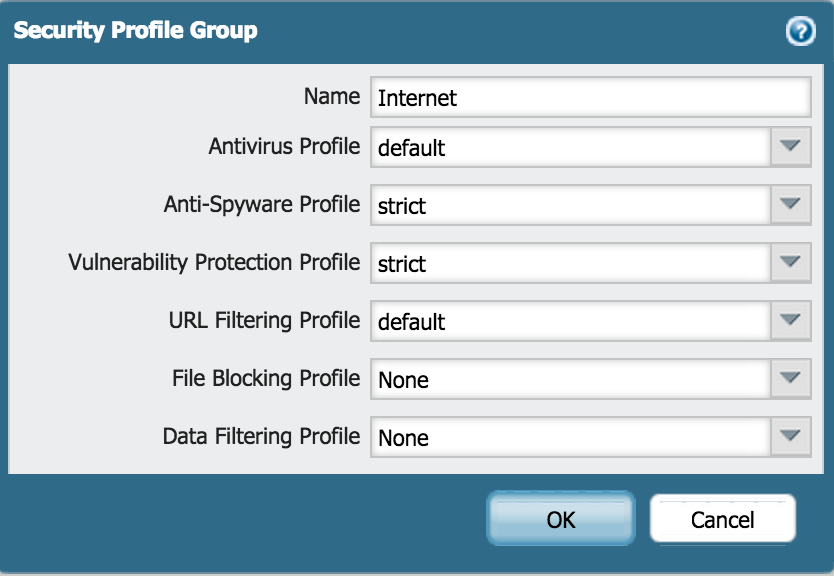 Security Profile Group
?
Name Internet
Antivirus Profile default
Anti-Spyware Profile strict
Vulnerability Protection Profile strict
URL Filtering Profile default
File Blocking Profile None
Data Filtering Profile None
OK Cancel